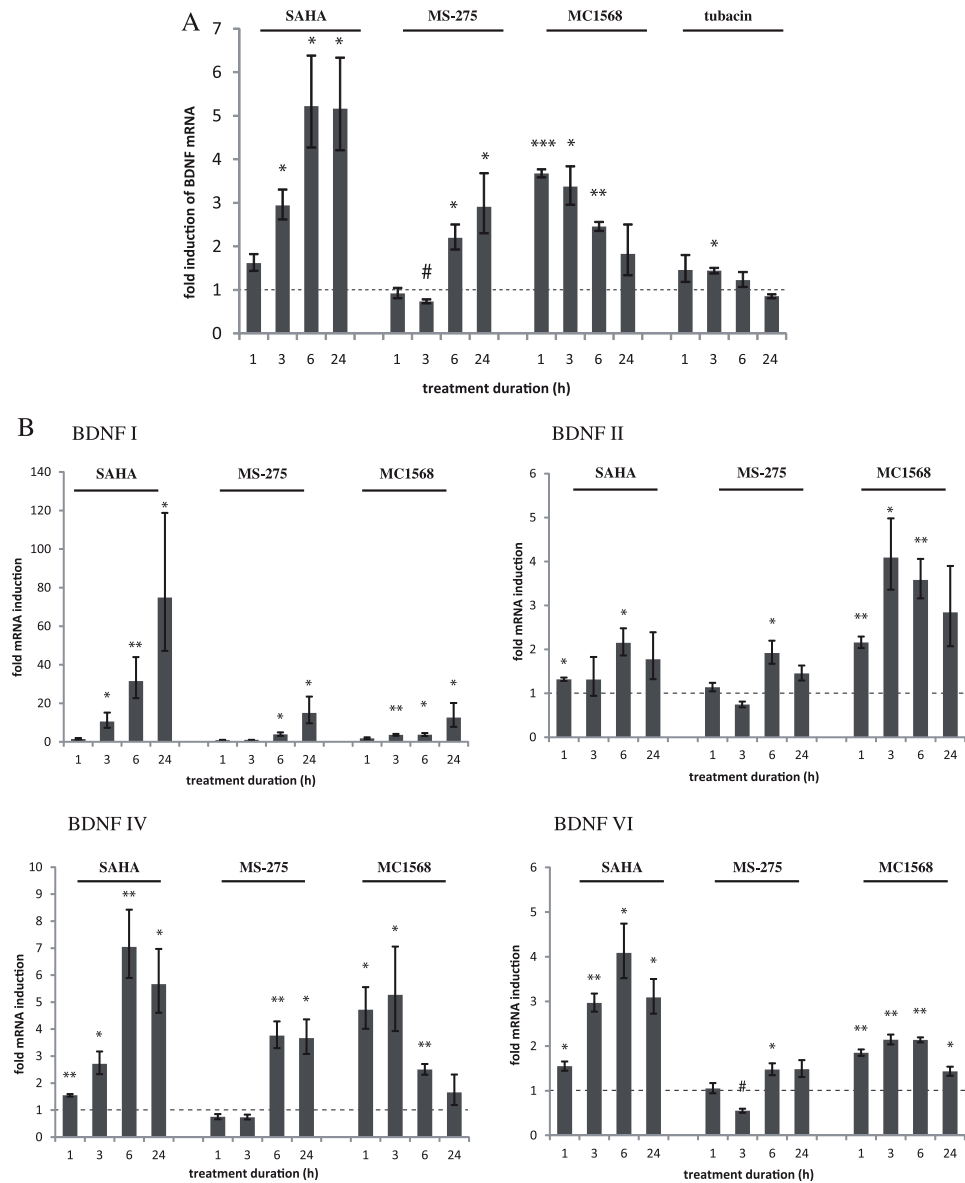 A
SAHA MS-275 MC1568 tubacin
fold induction of BDNF mRNA
7
6
5
4
3
2
1
0
* * * # * * *** * ** *
1 3 6 24 1 3 6 24 1 3 6 24 1 3 6 24
treatment duration (h)
B
BDNF I
SAHA MS-275 MC1568
fold mRNA induction
140
120
100
80
60
40
20
0
* ** * * * ** * *
1 3 6 24 1 3 6 24 1 3 6 24
treatment duration (h)
BDNF II
SAHA MS-275 MC1568
fold mRNA induction
6
5
4
3
2
1
0
* * * ** * **
1 3 6 24 1 3 6 24 1 3 6 24
treatment duration (h)
BDNF IV
SAHA MS-275 MC1568
fold mRNA induction
10
9
8
7
6
5
4
3
2
1
0
** * ** * ** * * * **
1 3 6 24 1 3 6 24 1 3 6 24
treatment duration (h)
BDNF VI
SAHA MS-275 MC1568
fold mRNA induction
6
5
4
3
2
1
0
* ** * * # * ** ** ** *
1 3 6 24 1 3 6 24 1 3 6 24
treatment duration (h)